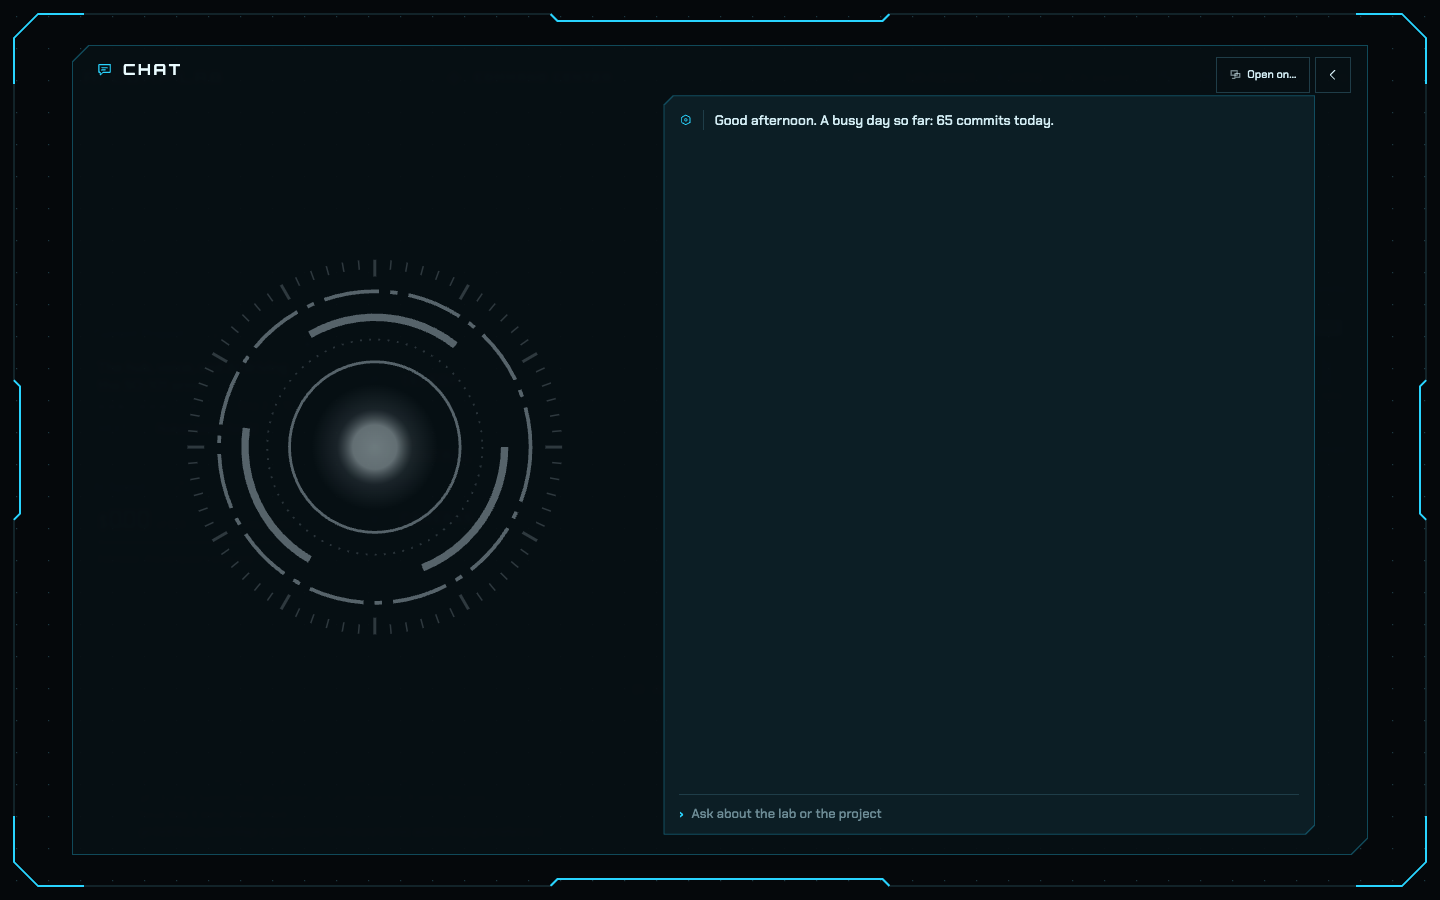 CHAT
Open on...
Good afternoon. A busy day so far: 65 commits today.
Ask about the lab or the project